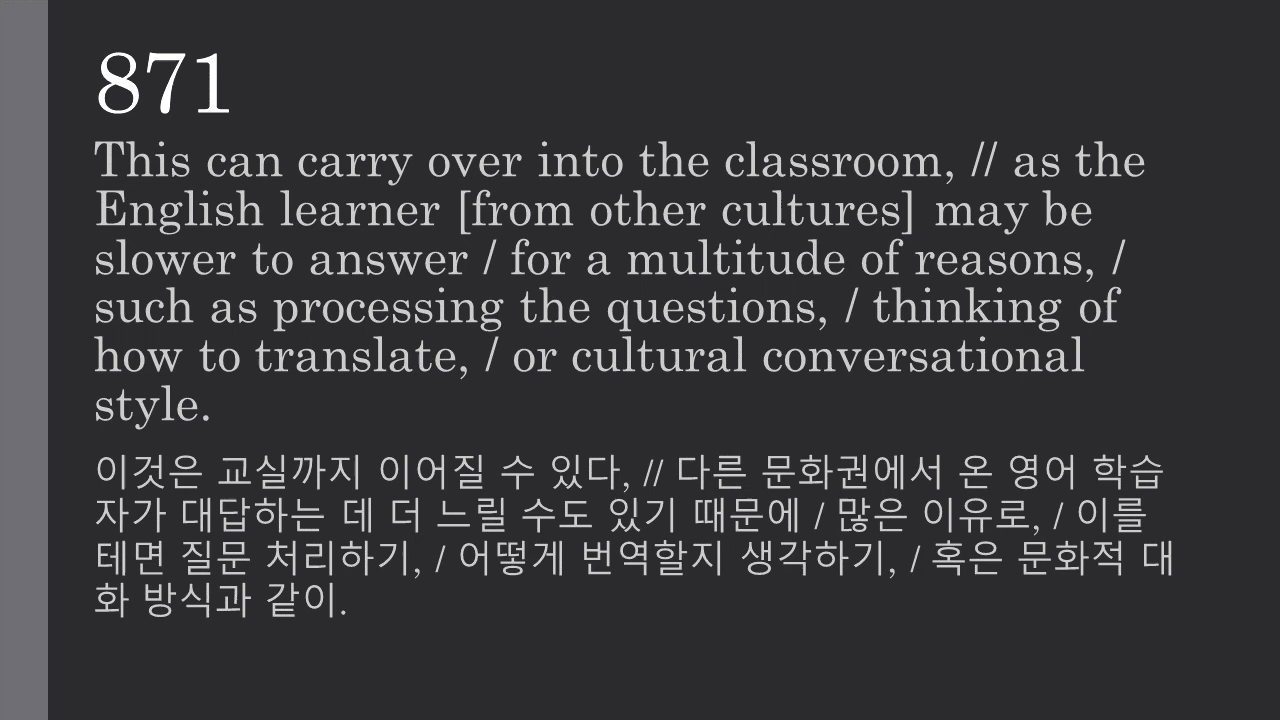 871
This can carry over into the classroom, // as the
English learner [from other cultures] may be
slower to answer / for a multitude of reasons, /
such as processing the questions, / thinking of
how to translate, / or cultural conversational
style.
이것은 교실까지 이어질 수 있다, // 다른 문화권에서 온 영어 학습
자가 대답하는 데 더 느릴 수도 있기 때문에 / 많은 이유로, / 이를
테면 질문 처리하기, / 어떻게 번역할지 생각하기, / 혹은 문화적 대
화 방식과 같이.